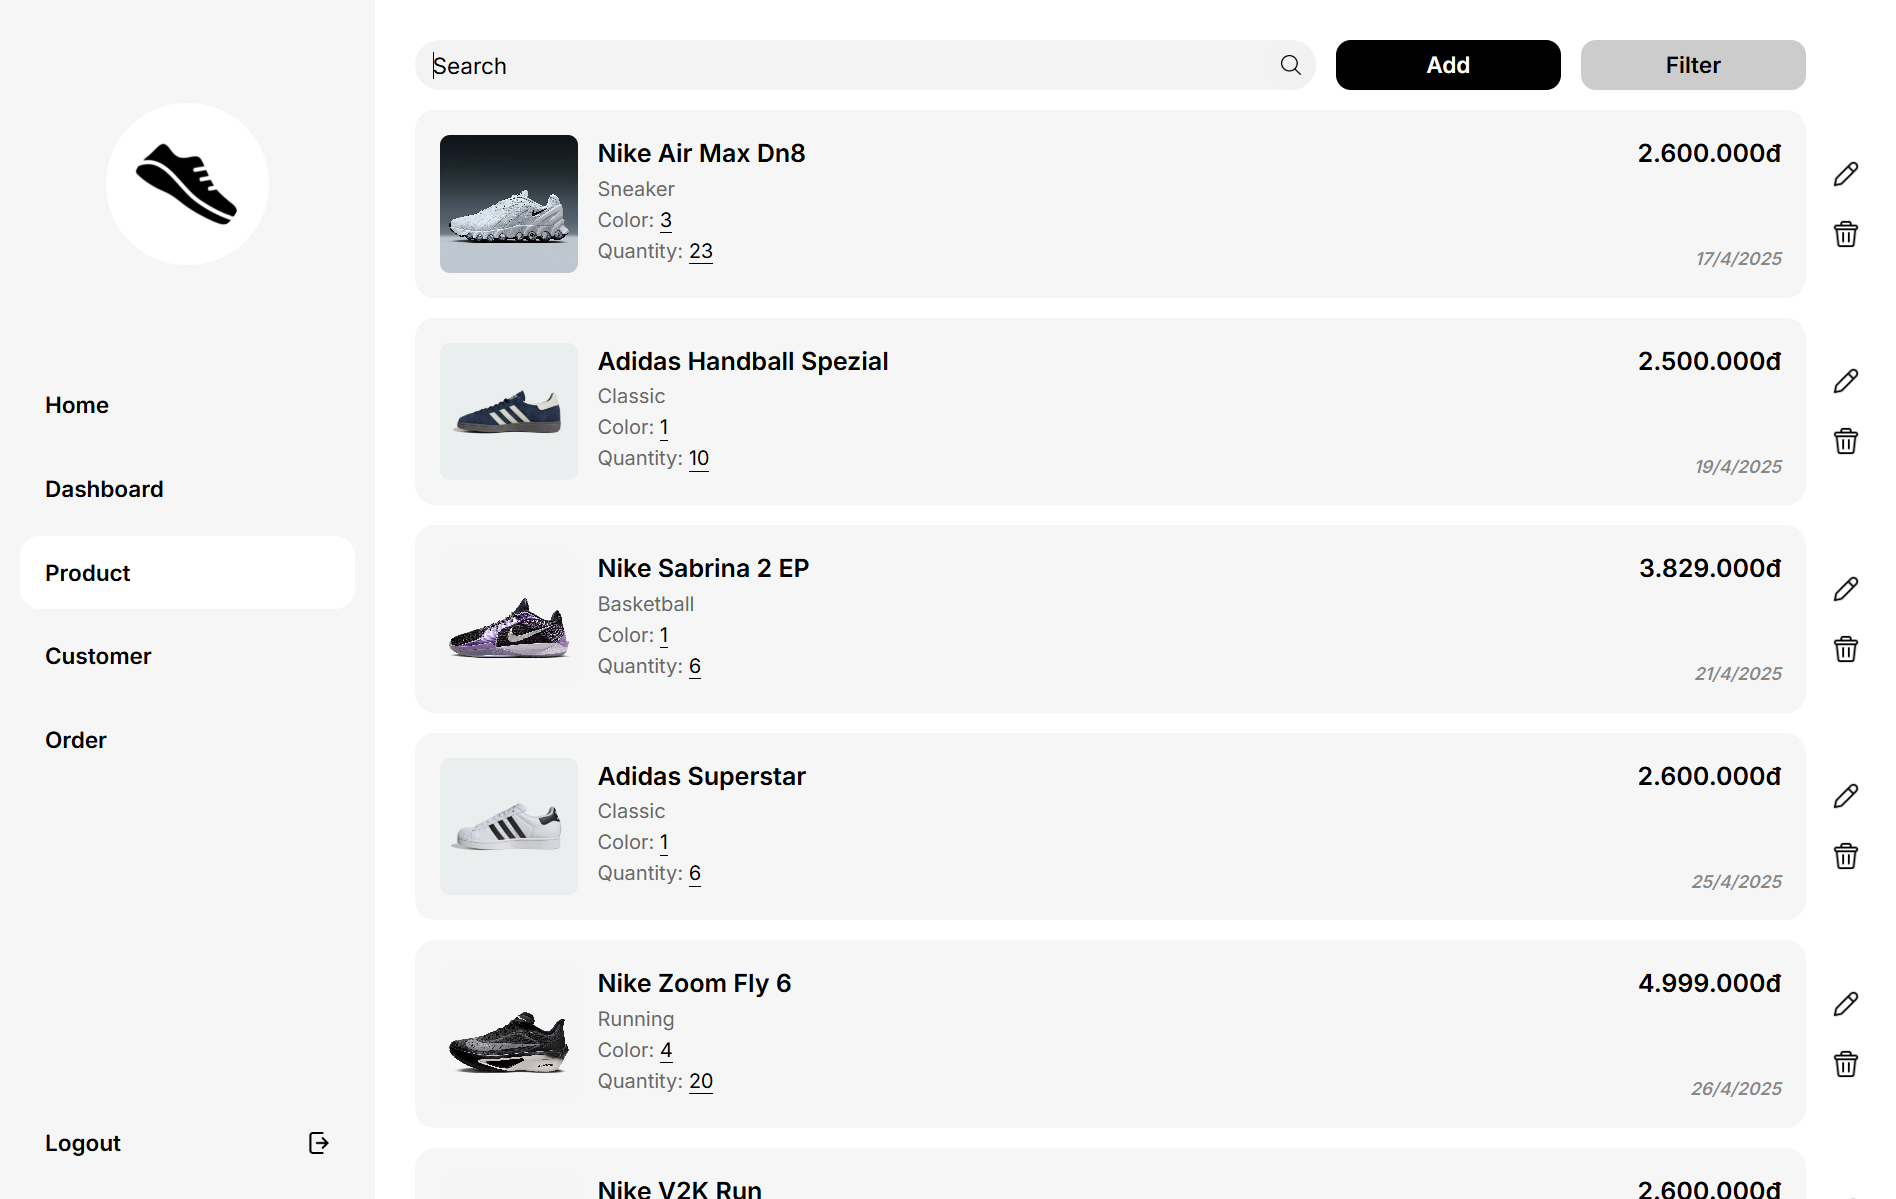 Search
Add
Filter
Home
Dashboard
Product
Customer
Order
Logout
Nike Air Max Dn8
2.600.000đ
Sneaker
Color: 3
Quantity: 23
17/4/2025
Adidas Handball Spezial
2.500.000đ
Classic
Color: 1
Quantity: 10
19/4/2025
Nike Sabrina 2 EP
3.829.000đ
Basketball
Color: 1
Quantity: 6
21/4/2025
Adidas Superstar
2.600.000đ
Classic
Color: 1
Quantity: 6
25/4/2025
Nike Zoom Fly 6
4.999.000đ
Running
Color: 4
Quantity: 20
26/4/2025
Nike V2K Run
2.600.000đ